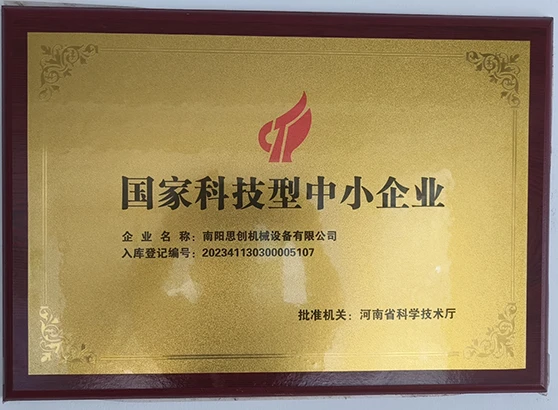 国家科技型中小企业
企业名称：南阳思创机械设备有限公司
入库登记编号：202341130300005107
批准机关：河南省科学技术厅